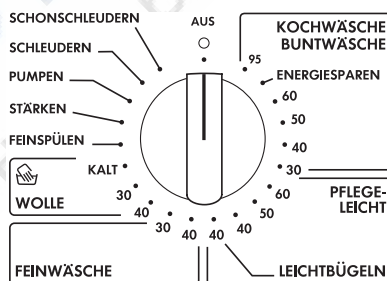 SCHONSCHLEUDERN
AUS
KOCHWÄSCHE
BUNTWÄSCHE
SCHLEUDERN
95
ENERGIESPAREN
PUMPEN
60
STÄRKEN
50
FEINSPÜLEN
40
KALT
30
30
60
PFLEGE-
LEICHT
WOLLE
40
50
30
40
40
40
FEINWÄSCHE
LEICHTBÜGELN